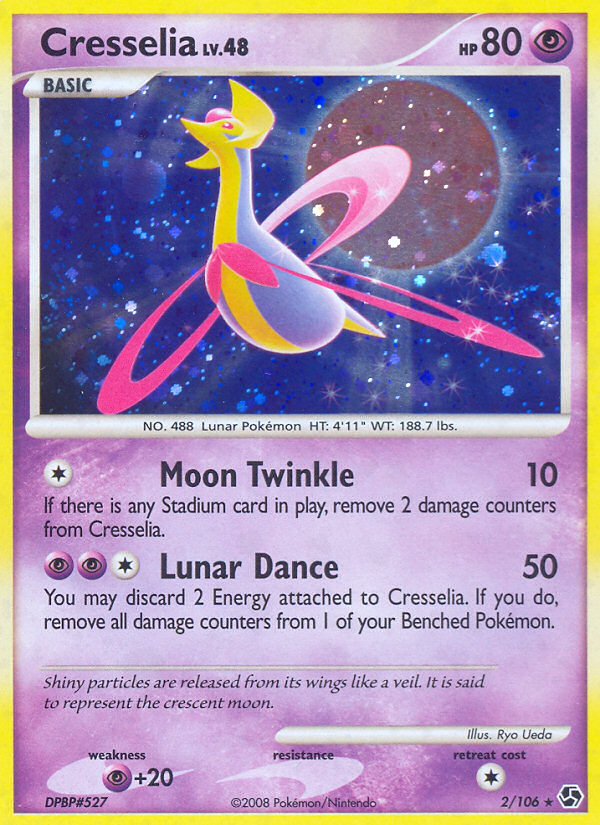 Cresselia LV.48 HP 80
BASIC
NO. 488 Lunar Pokémon HT: 4'11" WT: 188.7 lbs.
Moon Twinkle 10
If there is any Stadium card in play, remove 2 damage counters
from Cresselia.
Lunar Dance 50
You may discard 2 Energy attached to Cresselia. If you do,
remove all damage counters from 1 of your Benched Pokémon.
Shiny particles are released from its wings like a veil. It is said
to represent the crescent moon.
Illus. Ryo Ueda
weakness resistance retreat cost
+20
DPBP#527 ©2008 Pokémon/Nintendo 2/106 ★